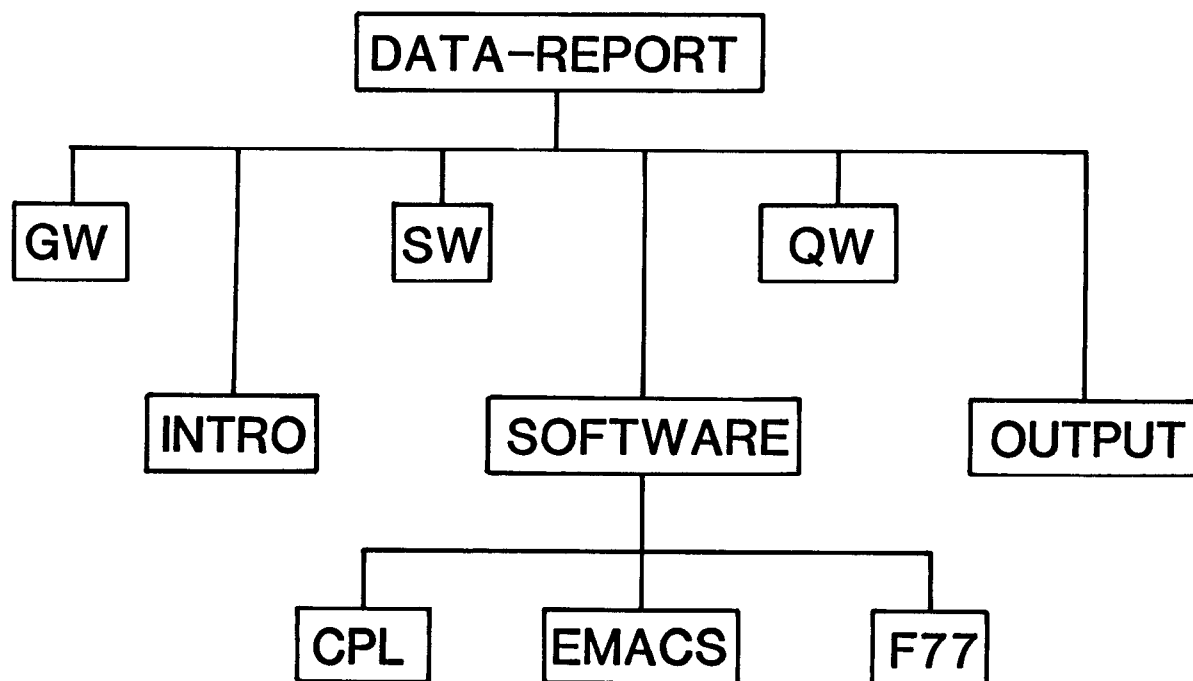 DATA-REPORT
GW
SW
QW
INTRO
SOFTWARE
OUTPUT
CPL
EMACS
F77